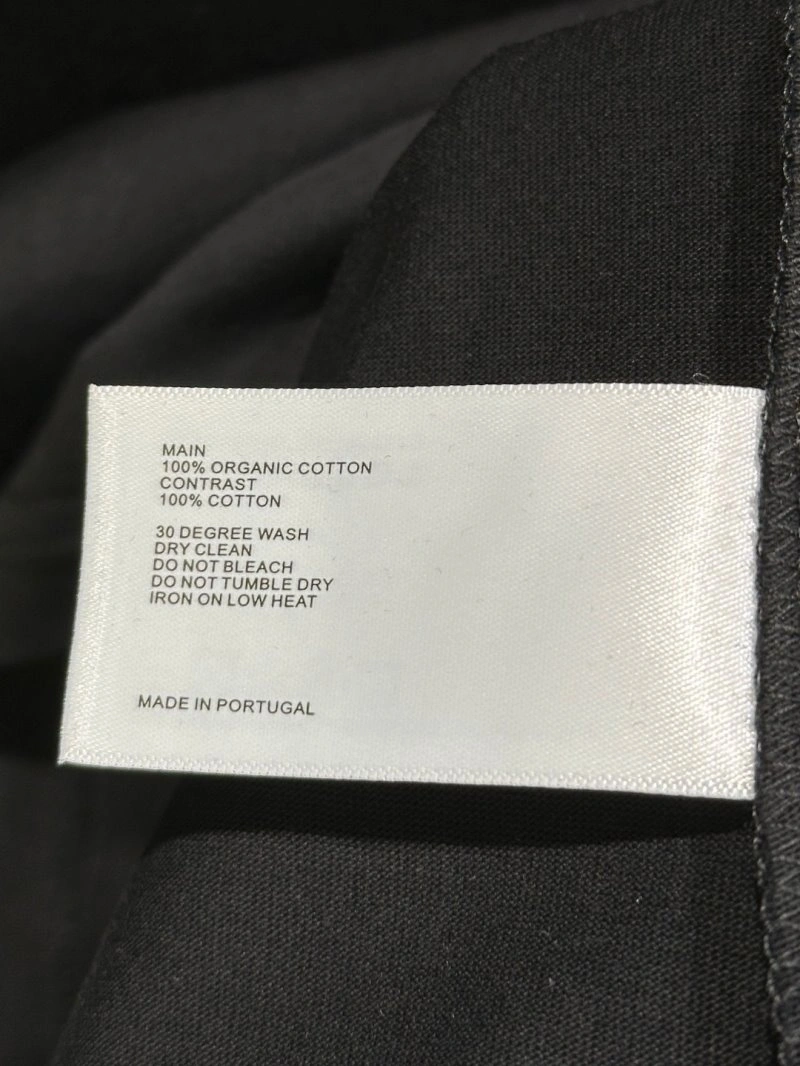 MAIN
100% ORGANIC COTTON
CONTRAST
100% COTTON
30 DEGREE WASH
DRY CLEAN
DO NOT BLEACH
DO NOT TUMBLE DRY
IRON ON LOW HEAT
MADE IN PORTUGAL